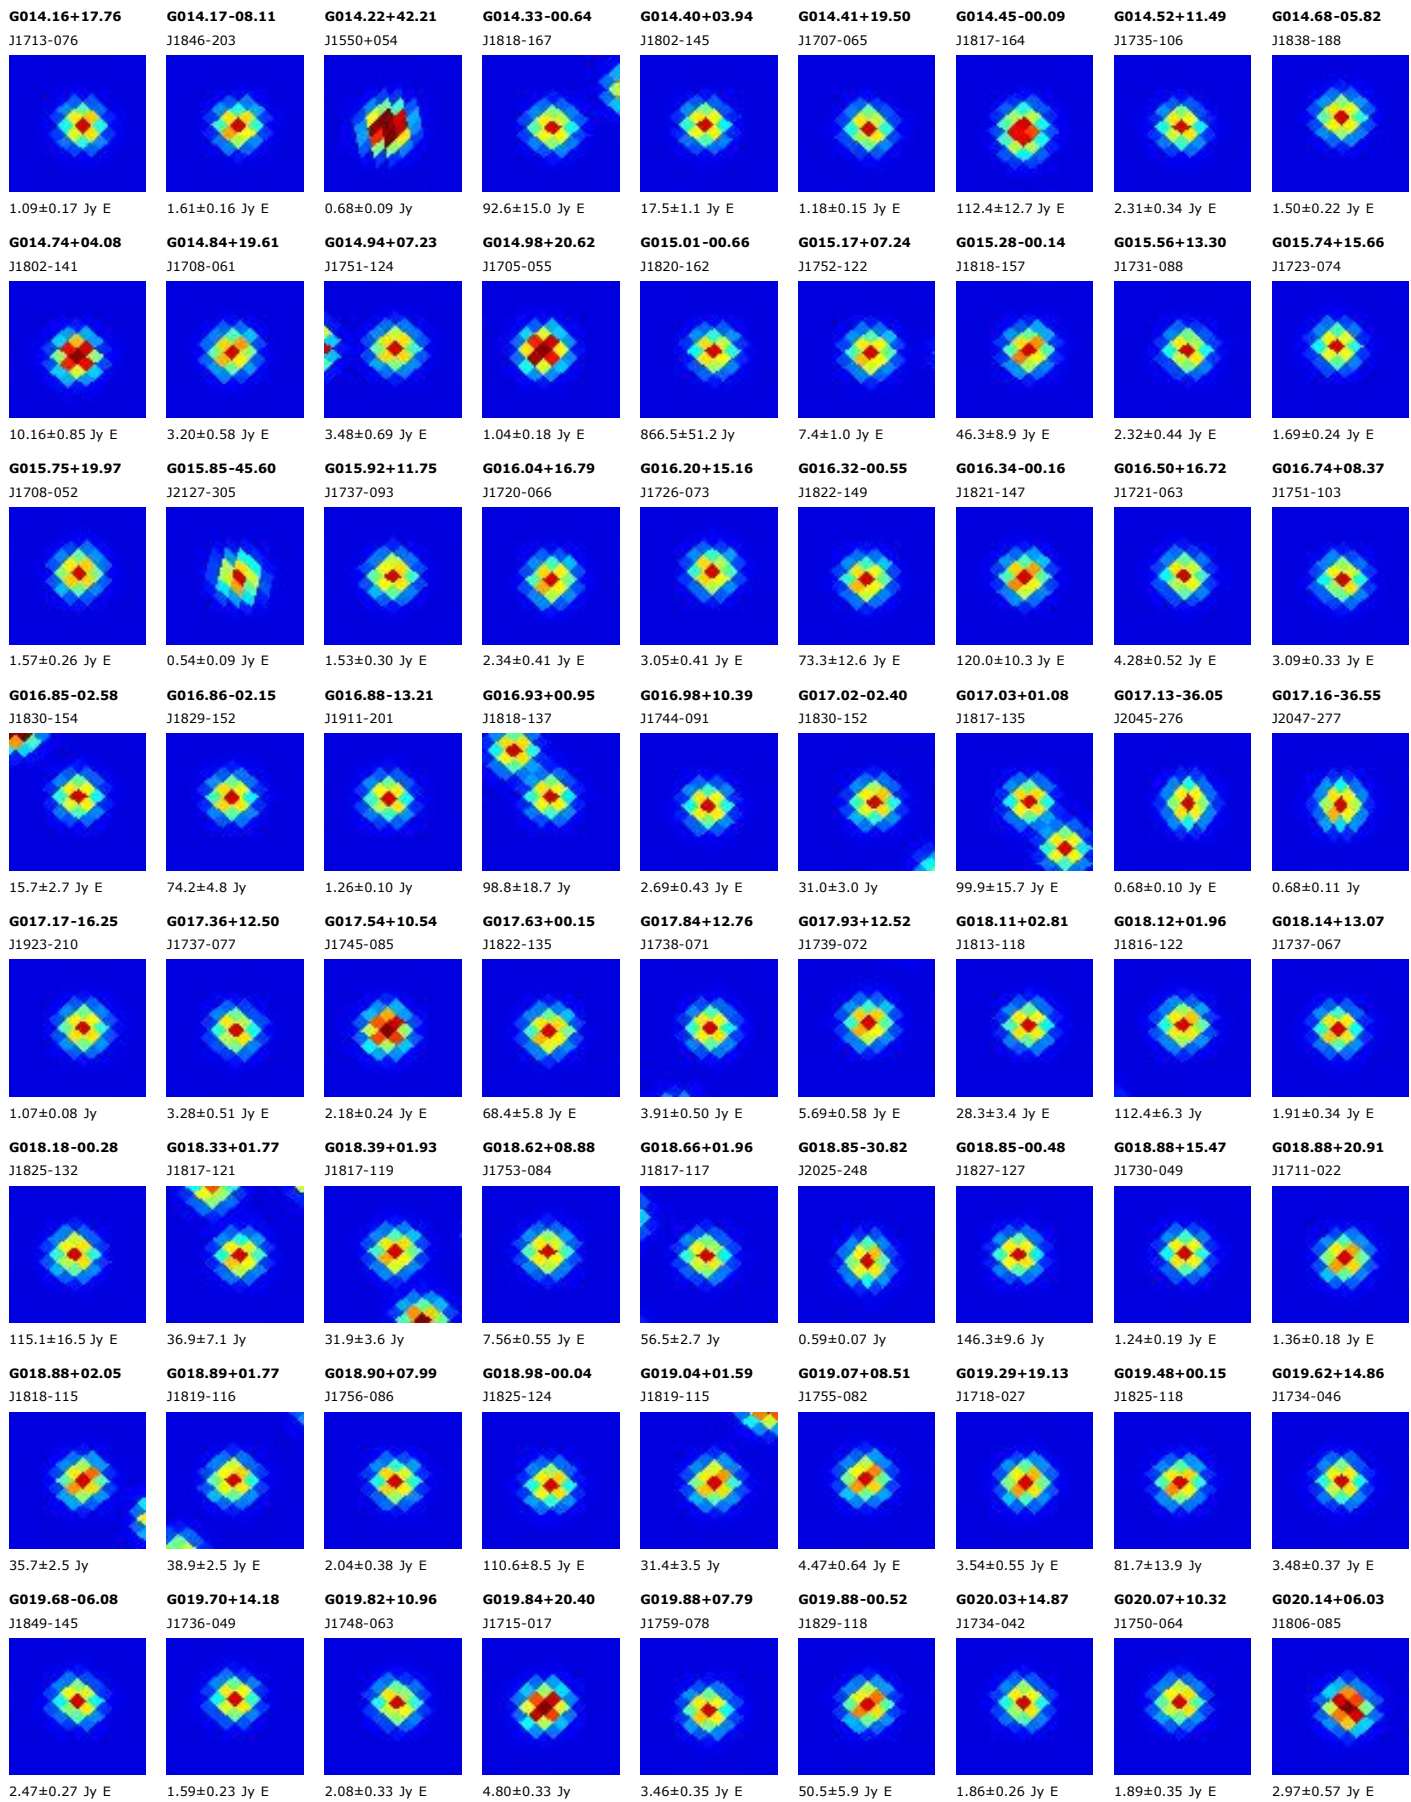 G014.16+17.76 G014.17-08.11 G014.22+42.21 G014.33-00.64 G014.40+03.94 G014.41+19.50 G014.45-00.09 G014.52+11.49 G014.68-05.82
J1713-076 J1846-203 J1550+054 J1818-167 J1802-145 J1707-065 J1817-164 J1735-106 J1838-188
1.09±0.17 Jy E 1.61±0.16 Jy E 0.68±0.09 Jy 92.6±15.0 Jy E 17.5±1.1 Jy E 1.18±0.15 Jy E 112.4±12.7 Jy E 2.31±0.34 Jy E 1.50±0.22 Jy E
G014.74+04.08 G014.84+19.61 G014.94+07.23 G014.98+20.62 G015.01-00.66 G015.17+07.24 G015.28-00.14 G015.56+13.30 G015.74+15.66
J1802-141 J1708-061 J1751-124 J1705-055 J1820-162 J1752-122 J1818-157 J1731-088 J1723-074
10.16±0.85 Jy E 3.20±0.58 Jy E 3.48±0.69 Jy E 1.04±0.18 Jy E 866.5±51.2 Jy 7.4±1.0 Jy E 46.3±8.9 Jy E 2.32±0.44 Jy E 1.69±0.24 Jy E
G015.75+19.97 G015.85-45.60 G015.92+11.75 G016.04+16.79 G016.20+15.16 G016.32-00.55 G016.34-00.16 G016.50+16.72 G016.74+08.37
J1708-052 J2127-305 J1737-093 J1720-066 J1726-073 J1822-149 J1821-147 J1721-063 J1751-103
1.57±0.26 Jy E 0.54±0.09 Jy E 1.53±0.30 Jy E 2.34±0.41 Jy E 3.05±0.41 Jy E 73.3±12.6 Jy E 120.0±10.3 Jy E 4.28±0.52 Jy E 3.09±0.33 Jy E
G016.85-02.58 G016.86-02.15 G016.88-13.21 G016.93+00.95 G016.98+10.39 G017.02-02.40 G017.03+01.08 G017.13-36.05 G017.16-36.55
J1830-154 J1829-152 J1911-201 J1818-137 J1744-091 J1830-152 J1817-135 J2045-276 J2047-277
15.7±2.7 Jy E 74.2±4.8 Jy 1.26±0.10 Jy 98.8±18.7 Jy 2.69±0.43 Jy E 31.0±3.0 Jy 99.9±15.7 Jy E 0.68±0.10 Jy E 0.68±0.11 Jy
G017.17-16.25 G017.36+12.50 G017.54+10.54 G017.63+00.15 G017.84+12.76 G017.93+12.52 G018.11+02.81 G018.12+01.96 G018.14+13.07
J1923-210 J1737-077 J1745-085 J1822-135 J1738-071 J1739-072 J1813-118 J1816-122 J1737-067
1.07±0.08 Jy 3.28±0.51 Jy E 2.18±0.24 Jy E 68.4±5.8 Jy E 3.91±0.50 Jy E 5.69±0.58 Jy E 28.3±3.4 Jy E 112.4±6.3 Jy 1.91±0.34 Jy E
G018.18-00.28 G018.33+01.77 G018.39+01.93 G018.62+08.88 G018.66+01.96 G018.85-30.82 G018.85-00.48 G018.88+15.47 G018.88+20.91
J1825-132 J1817-121 J1817-119 J1753-084 J1817-117 J2025-248 J1827-127 J1730-049 J1711-022
115.1±16.5 Jy E 36.9±7.1 Jy 31.9±3.6 Jy 7.56±0.55 Jy E 56.5±2.7 Jy 0.59±0.07 Jy 146.3±9.6 Jy 1.24±0.19 Jy E 1.36±0.18 Jy E
G018.88+02.05 G018.89+01.77 G018.90+07.99 G018.98-00.04 G019.04+01.59 G019.07+08.51 G019.29+19.13 G019.48+00.15 G019.62+14.86
J1818-115 J1819-116 J1756-086 J1825-124 J1819-115 J1755-082 J1718-027 J1825-118 J1734-046
35.7±2.5 Jy 38.9±2.5 Jy E 2.04±0.38 Jy E 110.6±8.5 Jy E 31.4±3.5 Jy 4.47±0.64 Jy E 3.54±0.55 Jy E 81.7±13.9 Jy 3.48±0.37 Jy E
G019.68-06.08 G019.70+14.18 G019.82+10.96 G019.84+20.40 G019.88+07.79 G019.88-00.52 G020.03+14.87 G020.07+10.32 G020.14+06.03
J1849-145 J1736-049 J1748-063 J1715-017 J1759-078 J1829-118 J1734-042 J1750-064 J1806-085
2.47±0.27 Jy E 1.59±0.23 Jy E 2.08±0.33 Jy E 4.80±0.33 Jy 3.46±0.35 Jy E 50.5±5.9 Jy E 1.86±0.26 Jy E 1.89±0.35 Jy E 2.97±0.57 Jy E